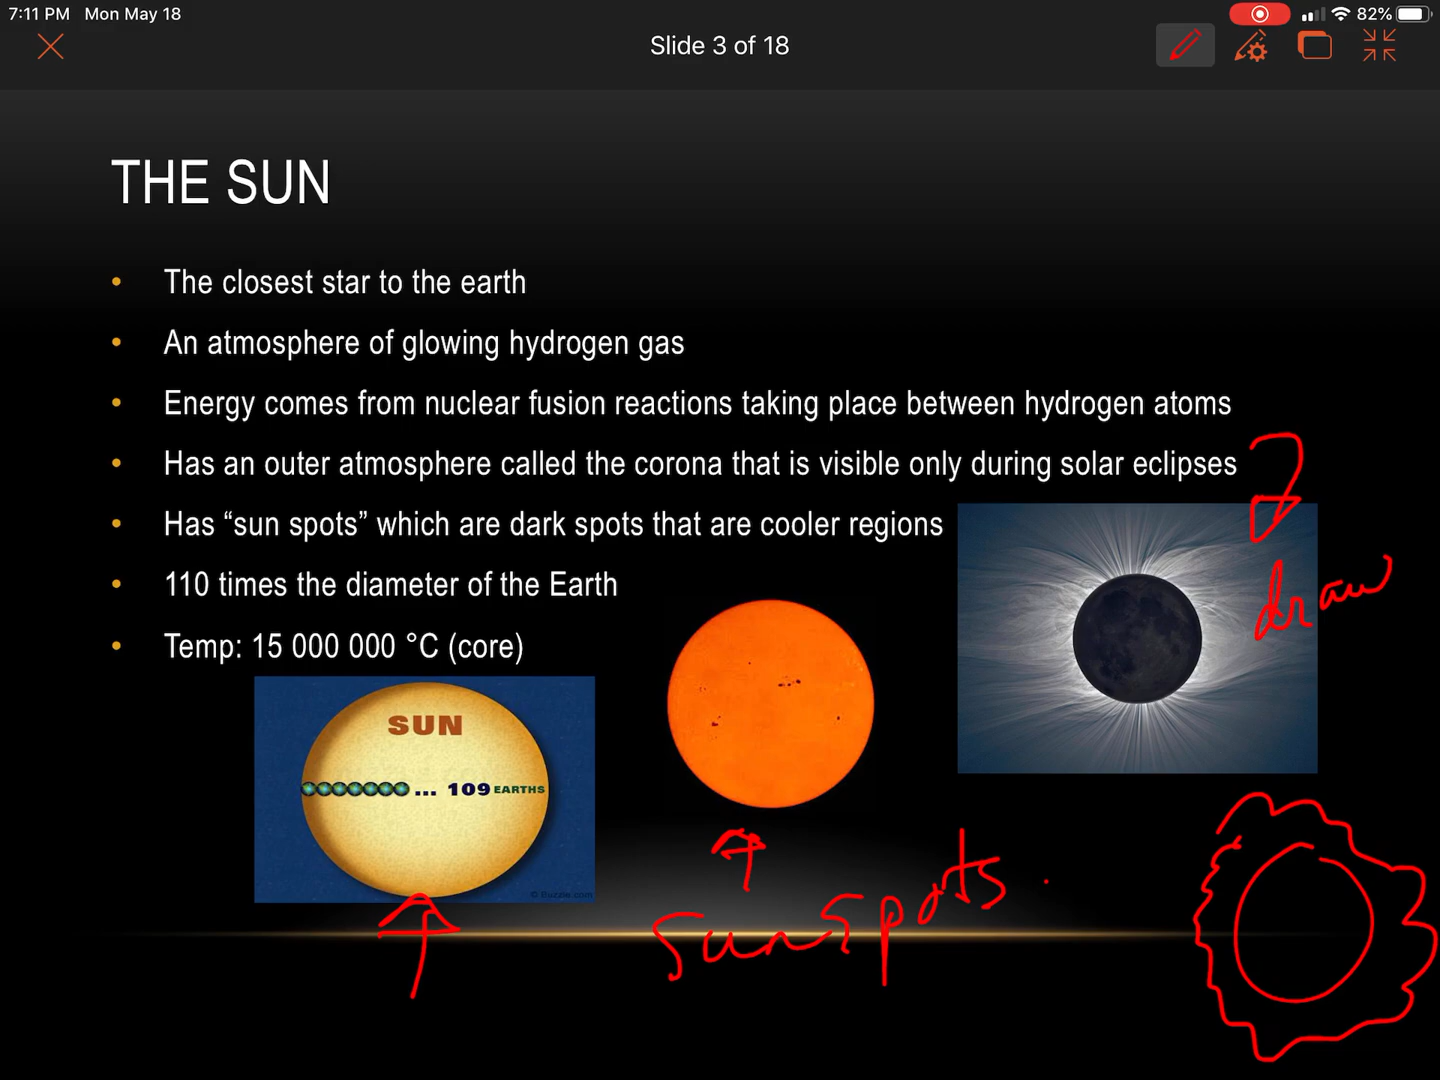 7:11 PM Mon May 18
82%
Slide 3 of 18
THE SUN
• The closest star to the earth
• An atmosphere of glowing hydrogen gas
• Energy comes from nuclear fusion reactions taking place between hydrogen atoms
• Has an outer atmosphere called the corona that is visible only during solar eclipses
• Has “sun spots” which are dark spots that are cooler regions
• 110 times the diameter of the Earth
• Temp: 15 000 000 °C (core)
draw
SUN
... 109 EARTHS
© Buzzle.com
Sun Spots